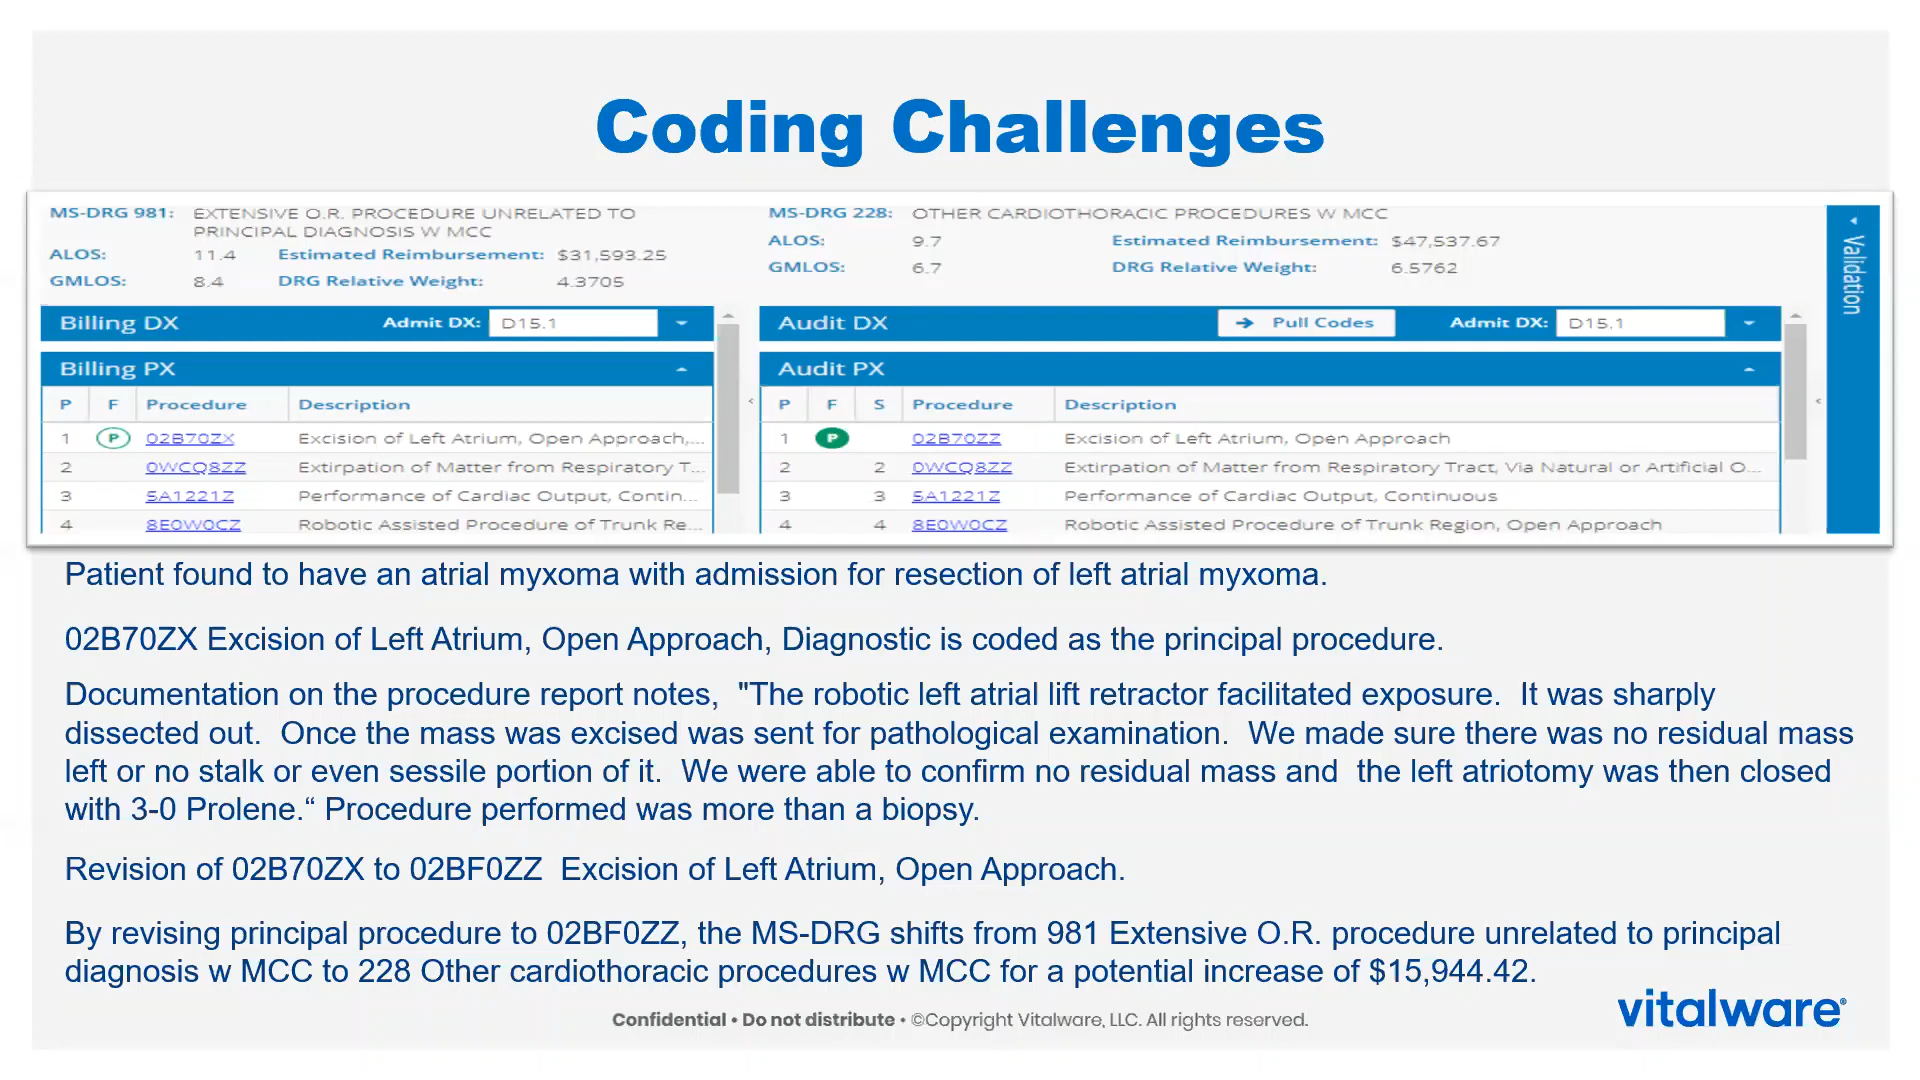 Coding Challenges
MS-DRG 981: EXTENSIVE O.R. PROCEDURE UNRELATED TO
PRINCIPAL DIAGNOSIS W MCC
ALOS: 11.4 Estimated Reimbursement: $31,593.25
GMLOS: 8.4 DRG Relative Weight: 4.3705
MS-DRG 228: OTHER CARDIOTHORACIC PROCEDURES W MCC
ALOS: 9.7 Estimated Reimbursement: $47,537.67
GMLOS: 6.7 DRG Relative Weight: 6.5762
Validation
Billing DX Admit DX: D15.1
Billing PX
P F Procedure Description
1 P 02B70ZX Excision of Left Atrium, Open Approach,...
2 0WCQ8ZZ Extirpation of Matter from Respiratory T...
3 5A1221Z Performance of Cardiac Output, Contin...
4 8E0W0CZ Robotic Assisted Procedure of Trunk Re...
Audit DX → Pull Codes Admit DX: D15.1
Audit PX
P F S Procedure Description
1 P 02B70ZZ Excision of Left Atrium, Open Approach
2 2 0WCQ8ZZ Extirpation of Matter from Respiratory Tract, Via Natural or Artificial O...
3 3 5A1221Z Performance of Cardiac Output, Continuous
4 4 8E0W0CZ Robotic Assisted Procedure of Trunk Region, Open Approach
Patient found to have an atrial myxoma with admission for resection of left atrial myxoma.
02B70ZX Excision of Left Atrium, Open Approach, Diagnostic is coded as the principal procedure.
Documentation on the procedure report notes, "The robotic left atrial lift retractor facilitated exposure. It was sharply
dissected out. Once the mass was excised was sent for pathological examination. We made sure there was no residual mass
left or no stalk or even sessile portion of it. We were able to confirm no residual mass and the left atriotomy was then closed
with 3-0 Prolene.“ Procedure performed was more than a biopsy.
Revision of 02B70ZX to 02BF0ZZ Excision of Left Atrium, Open Approach.
By revising principal procedure to 02BF0ZZ, the MS-DRG shifts from 981 Extensive O.R. procedure unrelated to principal
diagnosis w MCC to 228 Other cardiothoracic procedures w MCC for a potential increase of $15,944.42.
Confidential • Do not distribute • ©Copyright Vitalware, LLC. All rights reserved.
vitalware®